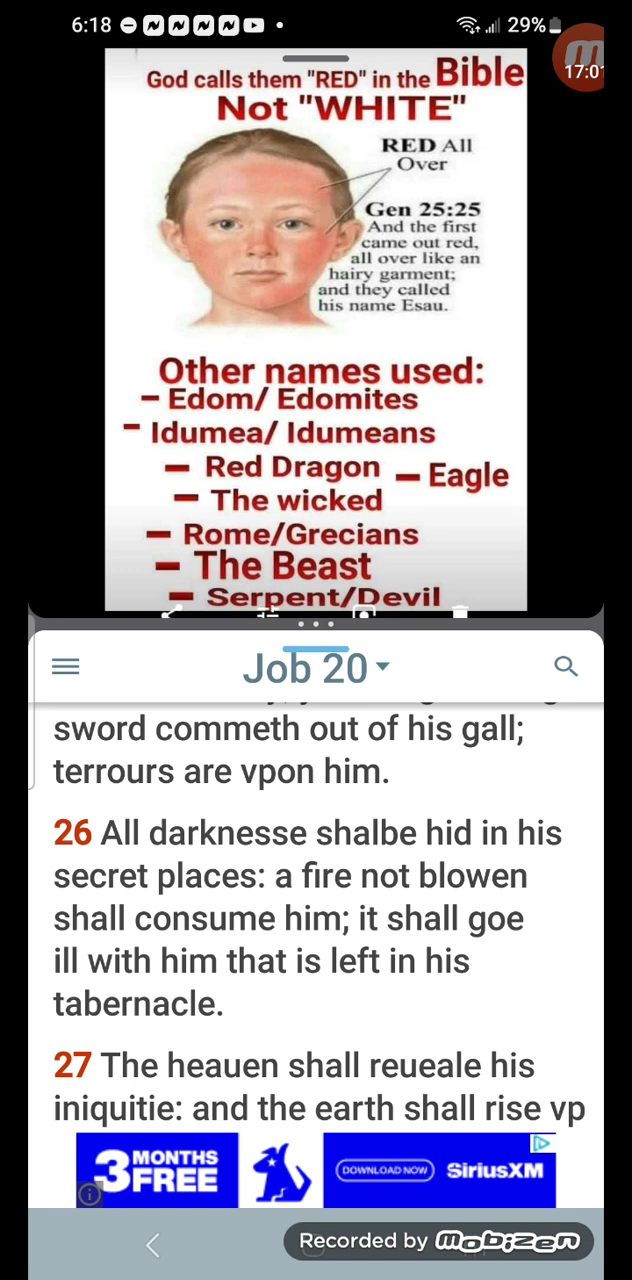 6:18
29%
17:01
God calls them "RED" in the Bible
Not "WHITE"
RED All
Over
Gen 25:25
And the first
came out red,
all over like an
hairy garment;
and they called
his name Esau.
Other names used:
– Edom/ Edomites
– Idumea/ Idumeans
– Red Dragon – Eagle
– The wicked
– Rome/Grecians
– The Beast
– Serpent/Devil
Job 20
sword commeth out of his gall;
terrours are vpon him.
26 All darknesse shalbe hid in his
secret places: a fire not blowen
shall consume him; it shall goe
ill with him that is left in his
tabernacle.
27 The heauen shall reueale his
iniquitie: and the earth shall rise vp
3 MONTHS
FREE
DOWNLOAD NOW
SiriusXM
Recorded by mobizen